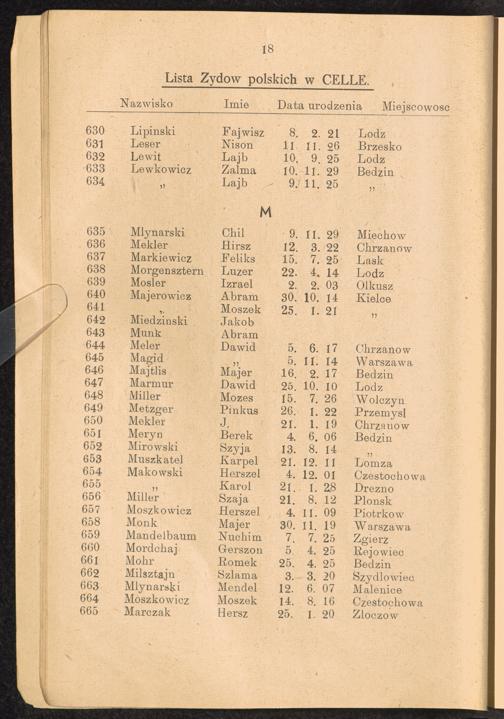 18
Lista Zydow polskich w CELLE.
Nazwisko Imie Data urodzenia Miejscowosc
630 Lipinski Fajwisz 8. 2. 21 Lodz
631 Leser Nison 11 11. 26 Brzesko
632 Lewit Lajb 10. 9. 25 Lodz
633 Lewkowicz Zalma 10. 11. 29 Bedzin
634 „ Lajb 9. 11. 25 „
M
635 Mlynarski Chil 9. 11. 29 Miechow
636 Mekler Hirsz 12. 3. 22 Chrzanow
637 Markiewicz Feliks 15. 7. 25 Lask
638 Morgensztern Luzer 22. 4. 14 Lodz
639 Mosler Izrael 2. 2. 03 Olkusz
640 Majerowicz Abram 30. 10. 14 Kielce
641 „ Moszek 25. 1. 21 „
642 Miedzinski Jakob
643 Munk Abram
644 Meler Dawid 5. 6. 17 Chrzanow
645 Magid „ 5. 11. 14 Warszawa
646 Majtlis Majer 16. 2. 17 Bedzin
647 Marmur Dawid 25. 10. 10 Lodz
648 Miller Mozes 15. 7. 26 Wolczyn
649 Metzger Pinkus 26. 1. 22 Przemysl
650 Mekler J. 21. 1. 19 Chrzanow
651 Meryn Berek 4. 6. 06 Bedzin
652 Mirowski Szyja 13. 8. 14 „
653 Muszkatel Karpel 21. 12. 11 Lomza
654 Makowski Herszel 4. 12. 01 Czestochowa
655 „ Karol 21. 1. 28 Drezno
656 Miller Szaja 21. 8. 12 Plonsk
657 Moszkowicz Herszel 4. 11. 09 Piotrkow
658 Monk Majer 30. 11. 19 Warszawa
659 Mandelbaum Nuchim 7. 7. 25 Zgierz
660 Mordchaj Gerszon 5. 4. 25 Rejowiec
661 Mohr Romek 25. 4. 25 Bedzin
662 Milsztajn Szlama 3. 3. 20 Szydlowiec
663 Mlynarski Mendel 12. 6. 07 Malenice
664 Moszkowicz Moszek 14. 8. 16 Czestochowa
665 Marczak Hersz 25. 1. 20 Zloczow